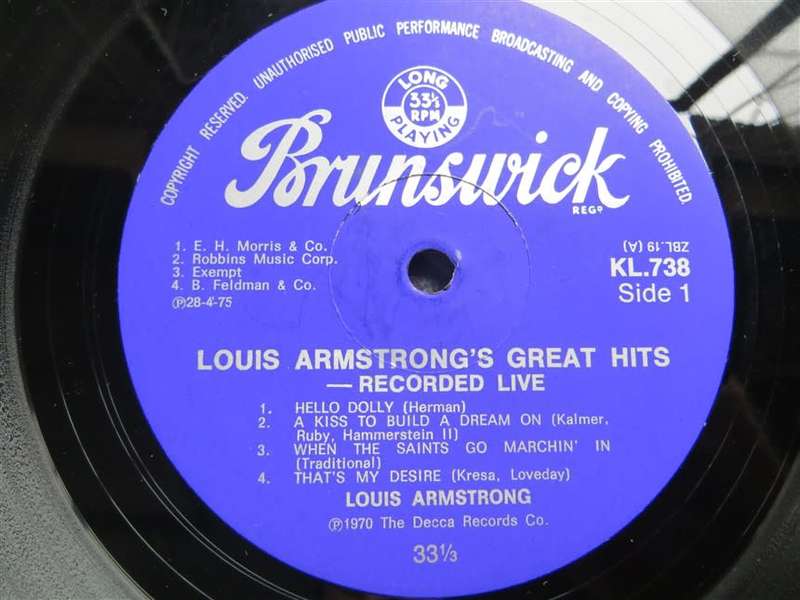 COPYRIGHT RESERVED. UNAUTHORISED PUBLIC PERFORMANCE BROADCASTING AND COPYING PROHIBITED.
LONG
33⅓
RPM
PLAYING
Brunswick
REGD
1. E. H. Morris & Co.
2. Robbins Music Corp.
3. Exempt
4. B. Feldman & Co.
℗28-4-75
ZBL.19 (A)
KL.738
Side 1
LOUIS ARMSTRONG'S GREAT HITS
— RECORDED LIVE
1. HELLO DOLLY (Herman)
2. A KISS TO BUILD A DREAM ON (Kalmer,
Ruby, Hammerstein II)
3. WHEN THE SAINTS GO MARCHIN' IN
(Traditional)
4. THAT'S MY DESIRE (Kresa, Loveday)
LOUIS ARMSTRONG
℗1970 The Decca Records Co.
33⅓